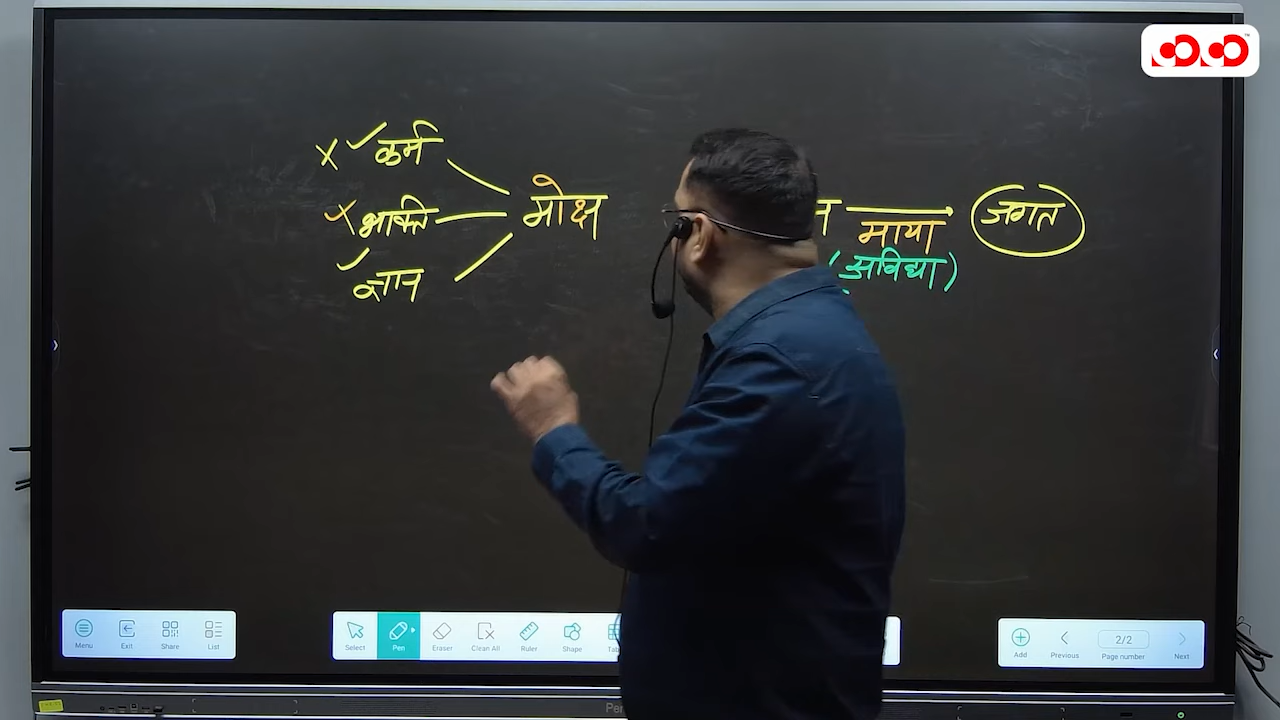 x ✓ कर्म
मोक्ष
x भक्ति
✓
ज्ञान
माया
(अविद्या)
जगत
Menu Exit Share List
Select Pen Eraser Clean All Ruler Shape
Add Previous 2/2 Page number Next